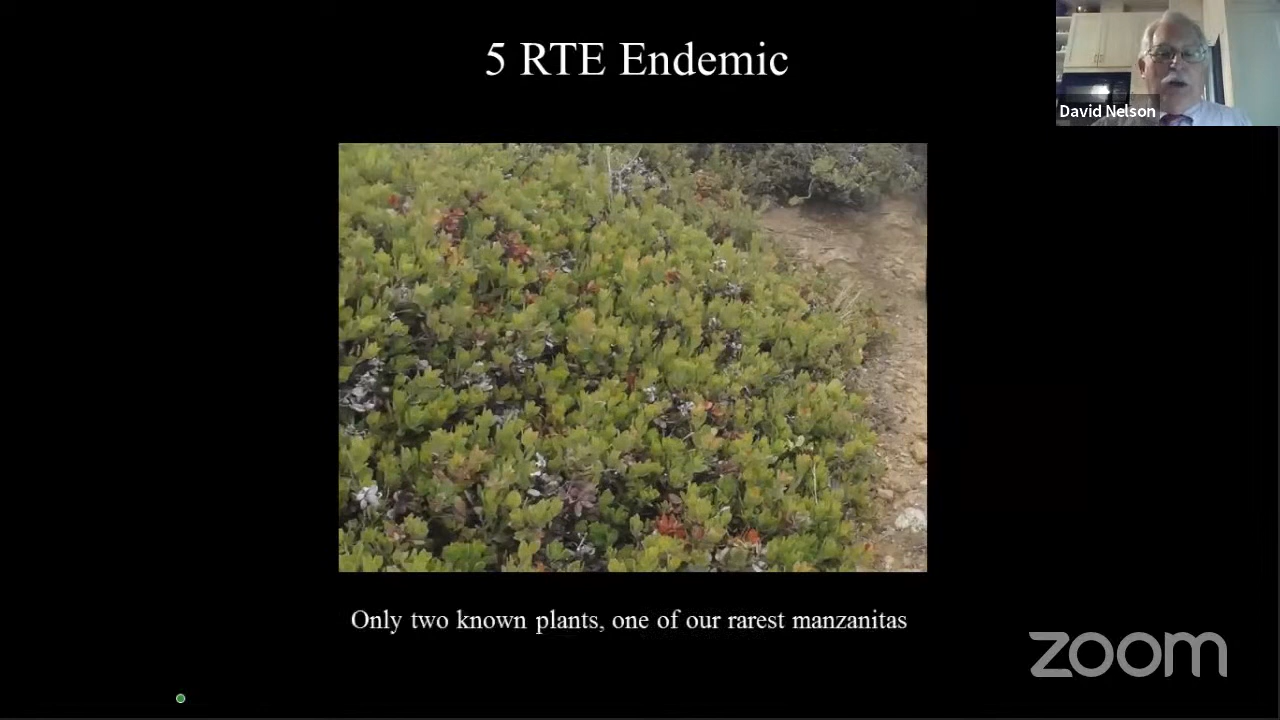 5 RTE Endemic
David Nelson
Only two known plants, one of our rarest manzanitas
zoom